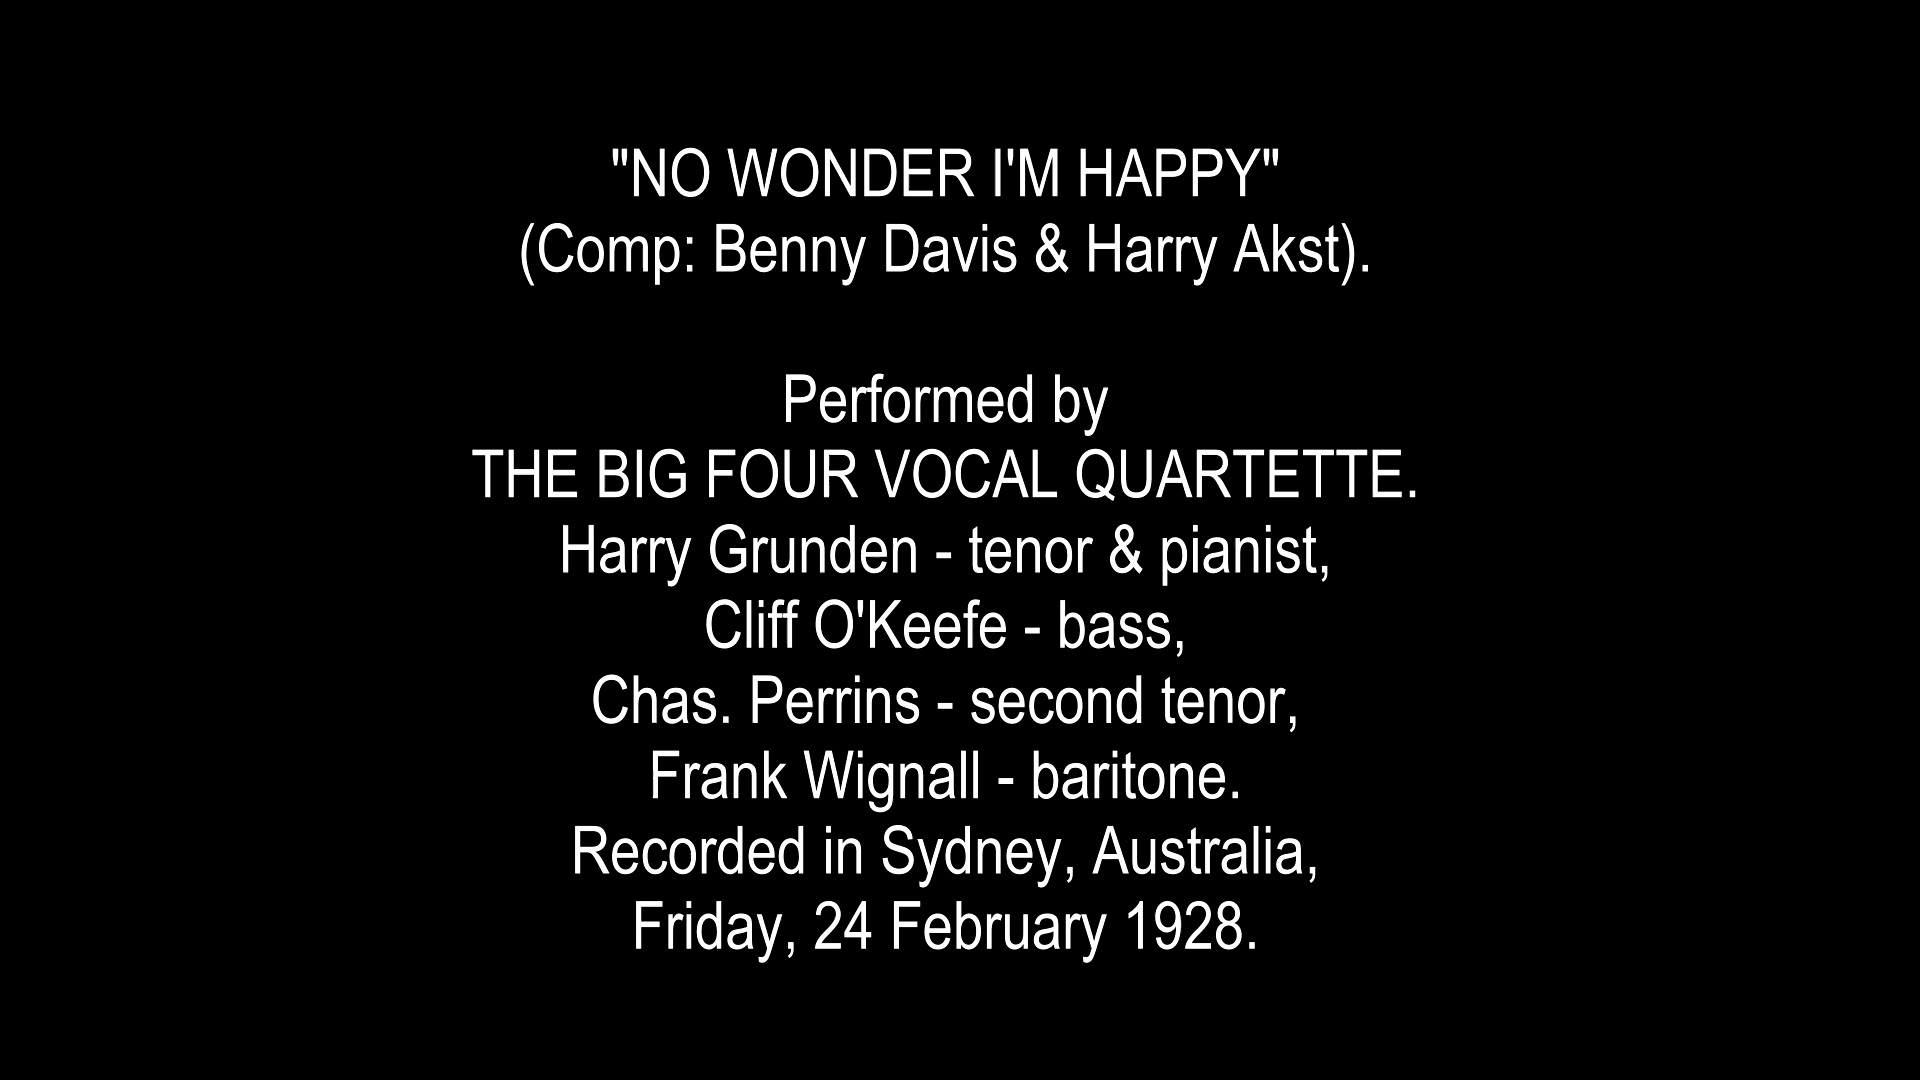 "NO WONDER I'M HAPPY"
(Comp: Benny Davis & Harry Akst).
Performed by
THE BIG FOUR VOCAL QUARTETTE.
Harry Grunden - tenor & pianist,
Cliff O'Keefe - bass,
Chas. Perrins - second tenor,
Frank Wignall - baritone.
Recorded in Sydney, Australia,
Friday, 24 February 1928.